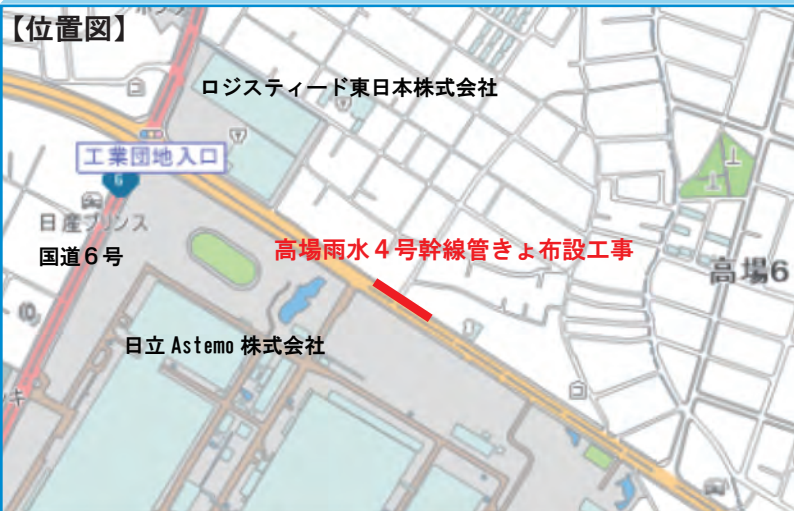 【位置図】
ロジスティード東日本株式会社
工業団地入口
6
日産プリンス
国道6号
高場雨水4号幹線管きょ布設工事
高場6
日立 Astemo 株式会社
キ